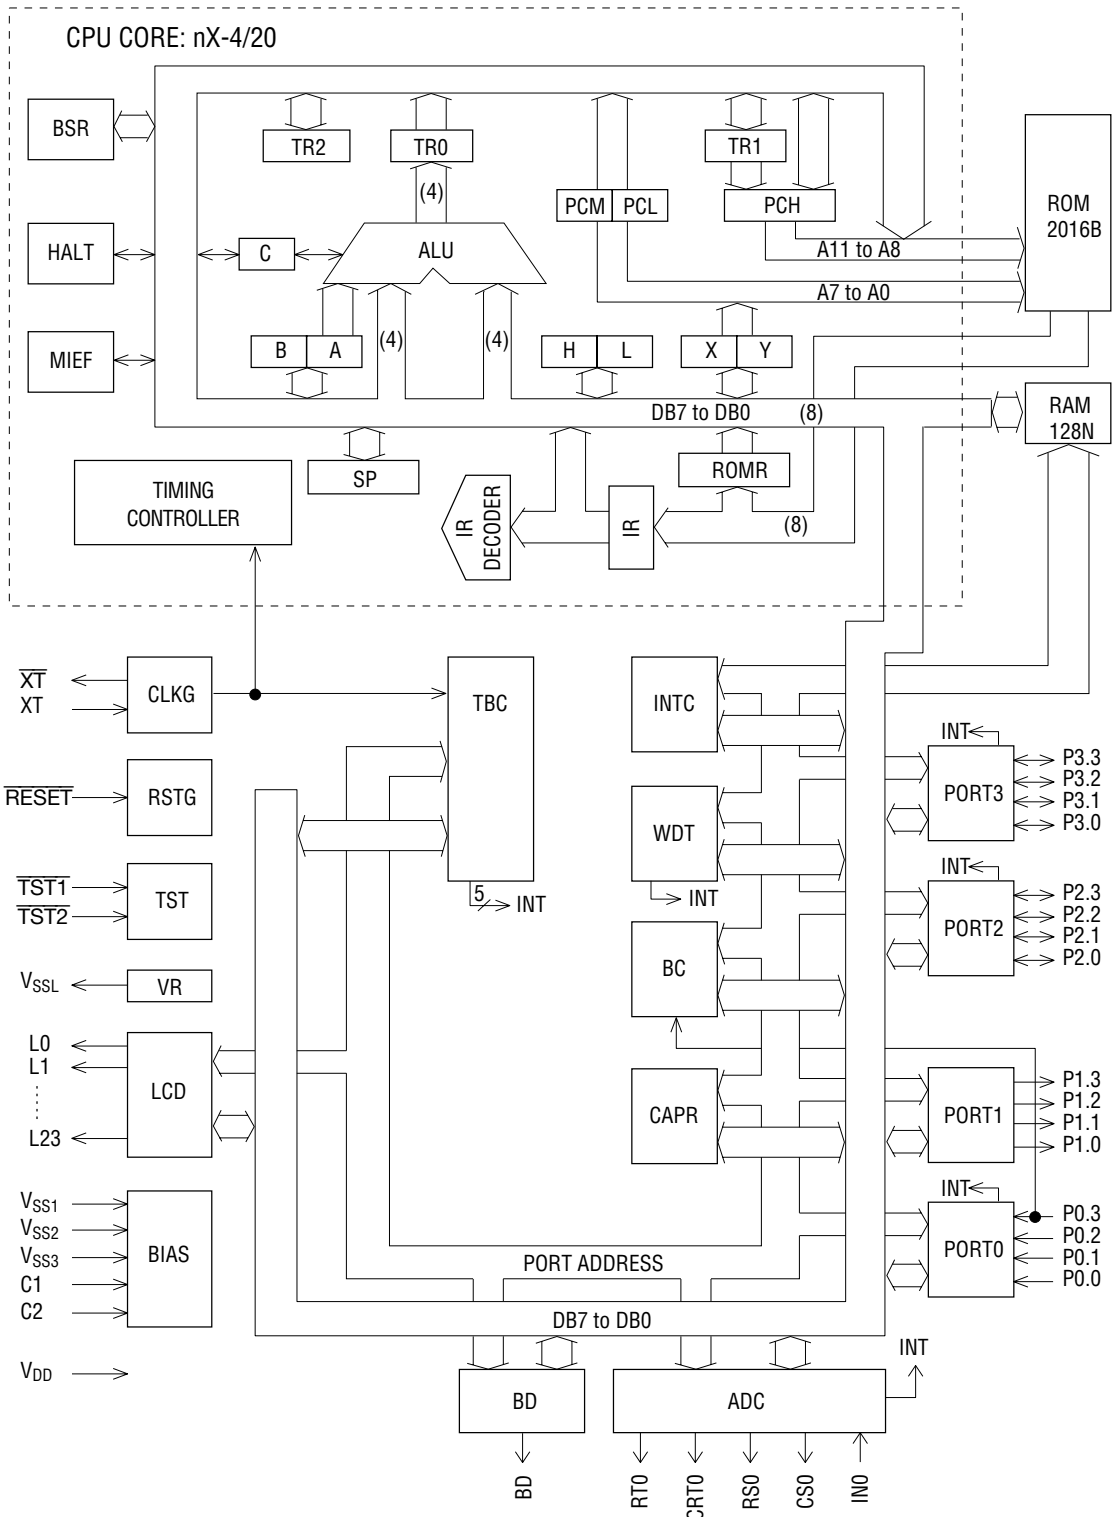 CPU CORE: nX-4/20
BSR
TR2
TR0
TR1
ROM
2016B
(4)
PCM
PCL
PCH
HALT
C
ALU
A11 to A8
A7 to A0
MIEF
B
A
(4)
(4)
H
L
X
Y
DB7 to DB0
(8)
RAM
128N
SP
ROMR
TIMING
CONTROLLER
IR
DECODER
IR
(8)
XT
XT
CLKG
TBC
INTC
INT
PORT3
P3.3
P3.2
P3.1
P3.0
RESET
RSTG
WDT
INT
5
INT
TST1
TST2
TST
INT
PORT2
P2.3
P2.2
P2.1
P2.0
VSSL
VR
BC
L0
L1
L23
LCD
CAPR
PORT1
P1.3
P1.2
P1.1
P1.0
VSS1
VSS2
VSS3
C1
C2
BIAS
INT
PORT0
P0.3
P0.2
P0.1
P0.0
PORT ADDRESS
DB7 to DB0
VDD
BD
ADC
INT
BD
RT0
CRT0
RS0
CS0
IN0